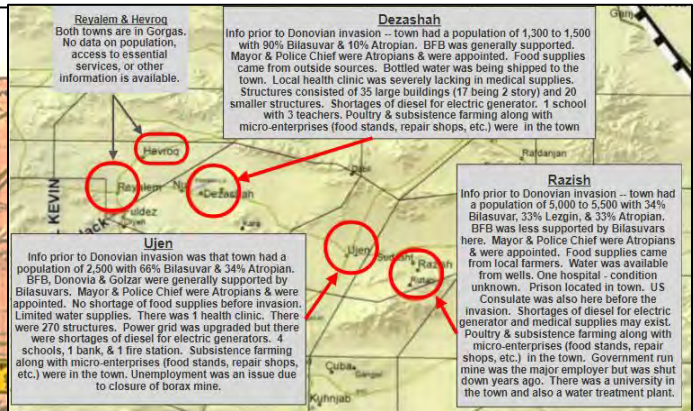 Reyalem & Hevroq
Both towns are in Gorgas.
No data on population,
access to essential
services, or other
information is available.
Dezashah
Info prior to Donovian invasion -- town had a population of 1,300 to 1,500
with 90% Bilasuvar & 10% Atropian. BFB was generally supported.
Mayor & Police Chief were Atropians & were appointed. Food supplies
came from outside sources. Bottled water was being shipped to the
town. Local health clinic was severely lacking in medical supplies.
Structures consisted of 35 large buildings (17 being 2 story) and 20
smaller structures. Shortages of diesel for electric generator. 1 school
with 3 teachers. Poultry & subsistence farming along with
micro-enterprises (food stands, repair shops, etc.) were in the town
Hevroq
Reyalem
Dezashah
KEVIN
Kara
Ujen
Razish
Razish
Info prior to Donovian invasion -- town had
a population of 5,000 to 5,500 with 34%
Bilasuvar, 33% Lezgin, & 33% Atropian.
BFB was less supported by Bilasuvars
here. Mayor & Police Chief were Atropians
& were appointed. Food supplies came
from local farmers. Water was available
from wells. One hospital - condition
unknown. Prison located in town. US
Consulate was also here before the
invasion. Shortages of diesel for electric
generator and medical supplies may exist.
Poultry & subsistence farming along with
micro-enterprises (food stands, repair
shops, etc.) in the town. Government run
mine was the major employer but was shut
down years ago. There was a university in
the town and also a water treatment plant.
Ujen
Info prior to Donovian invasion was that town had a
population of 2,500 with 66% Bilasuvar & 34% Atropian.
BFB, Donovia & Golzar were generally supported by
Bilasuvars. Mayor & Police Chief were Atropians & were
appointed. No shortage of food supplies before invasion.
Limited water supplies. There was 1 health clinic. There
were 270 structures. Power grid was upgraded but there
were shortages of diesel for electric generators. 4
schools, 1 bank, & 1 fire station. Subsistence farming
along with micro-enterprises (food stands, repair shops,
etc.) were in the town. Unemployment was an issue due
to closure of borax mine.
Cuba
Kuhnjab